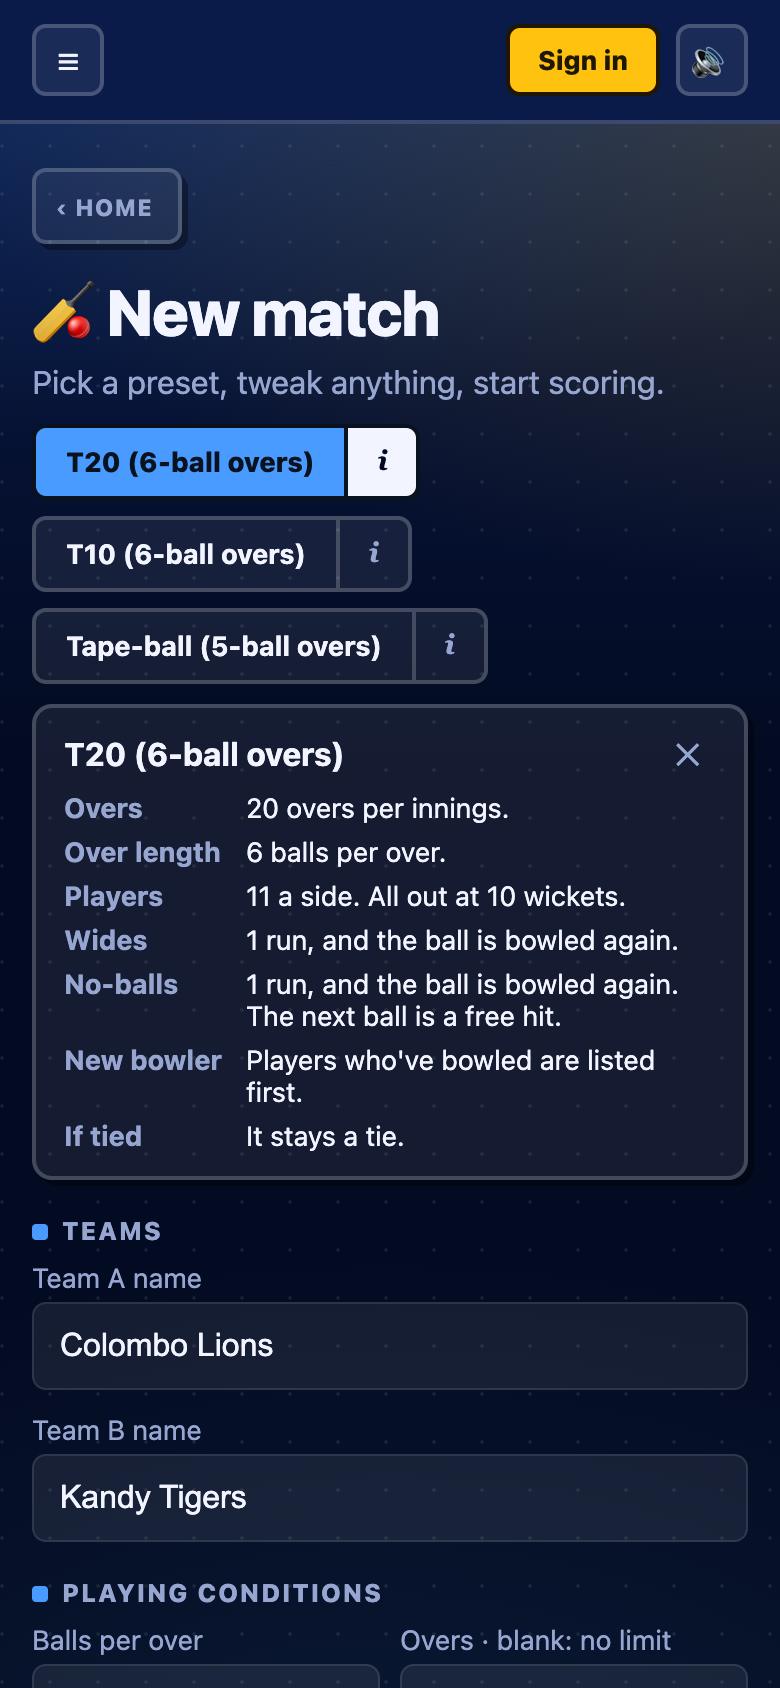 ≡
Sign in
‹ HOME
New match
Pick a preset, tweak anything, start scoring.
T20 (6-ball overs) i
T10 (6-ball overs) i
Tape-ball (5-ball overs) i
T20 (6-ball overs) ×
Overs 20 overs per innings.
Over length 6 balls per over.
Players 11 a side. All out at 10 wickets.
Wides 1 run, and the ball is bowled again.
No-balls 1 run, and the ball is bowled again.
The next ball is a free hit.
New bowler Players who've bowled are listed
first.
If tied It stays a tie.
TEAMS
Team A name
Colombo Lions
Team B name
Kandy Tigers
PLAYING CONDITIONS
Balls per over Overs · blank: no limit